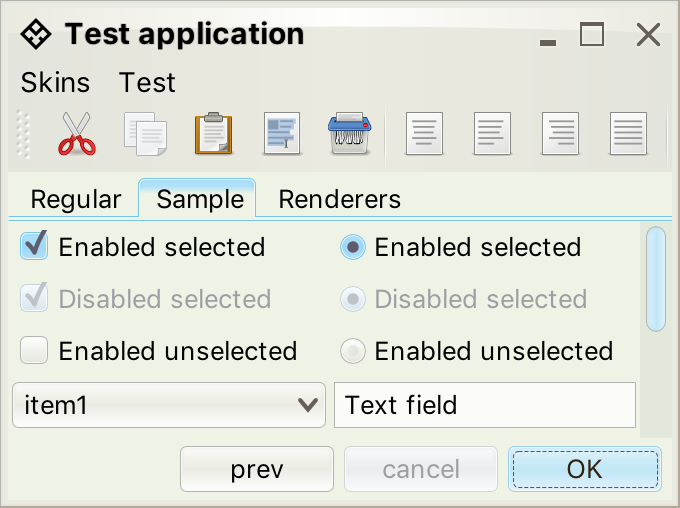 Test application
Skins Test
Regular Sample Renderers
Enabled selected Enabled selected
Disabled selected Disabled selected
Enabled unselected Enabled unselected
item1 Text field
prev cancel OK